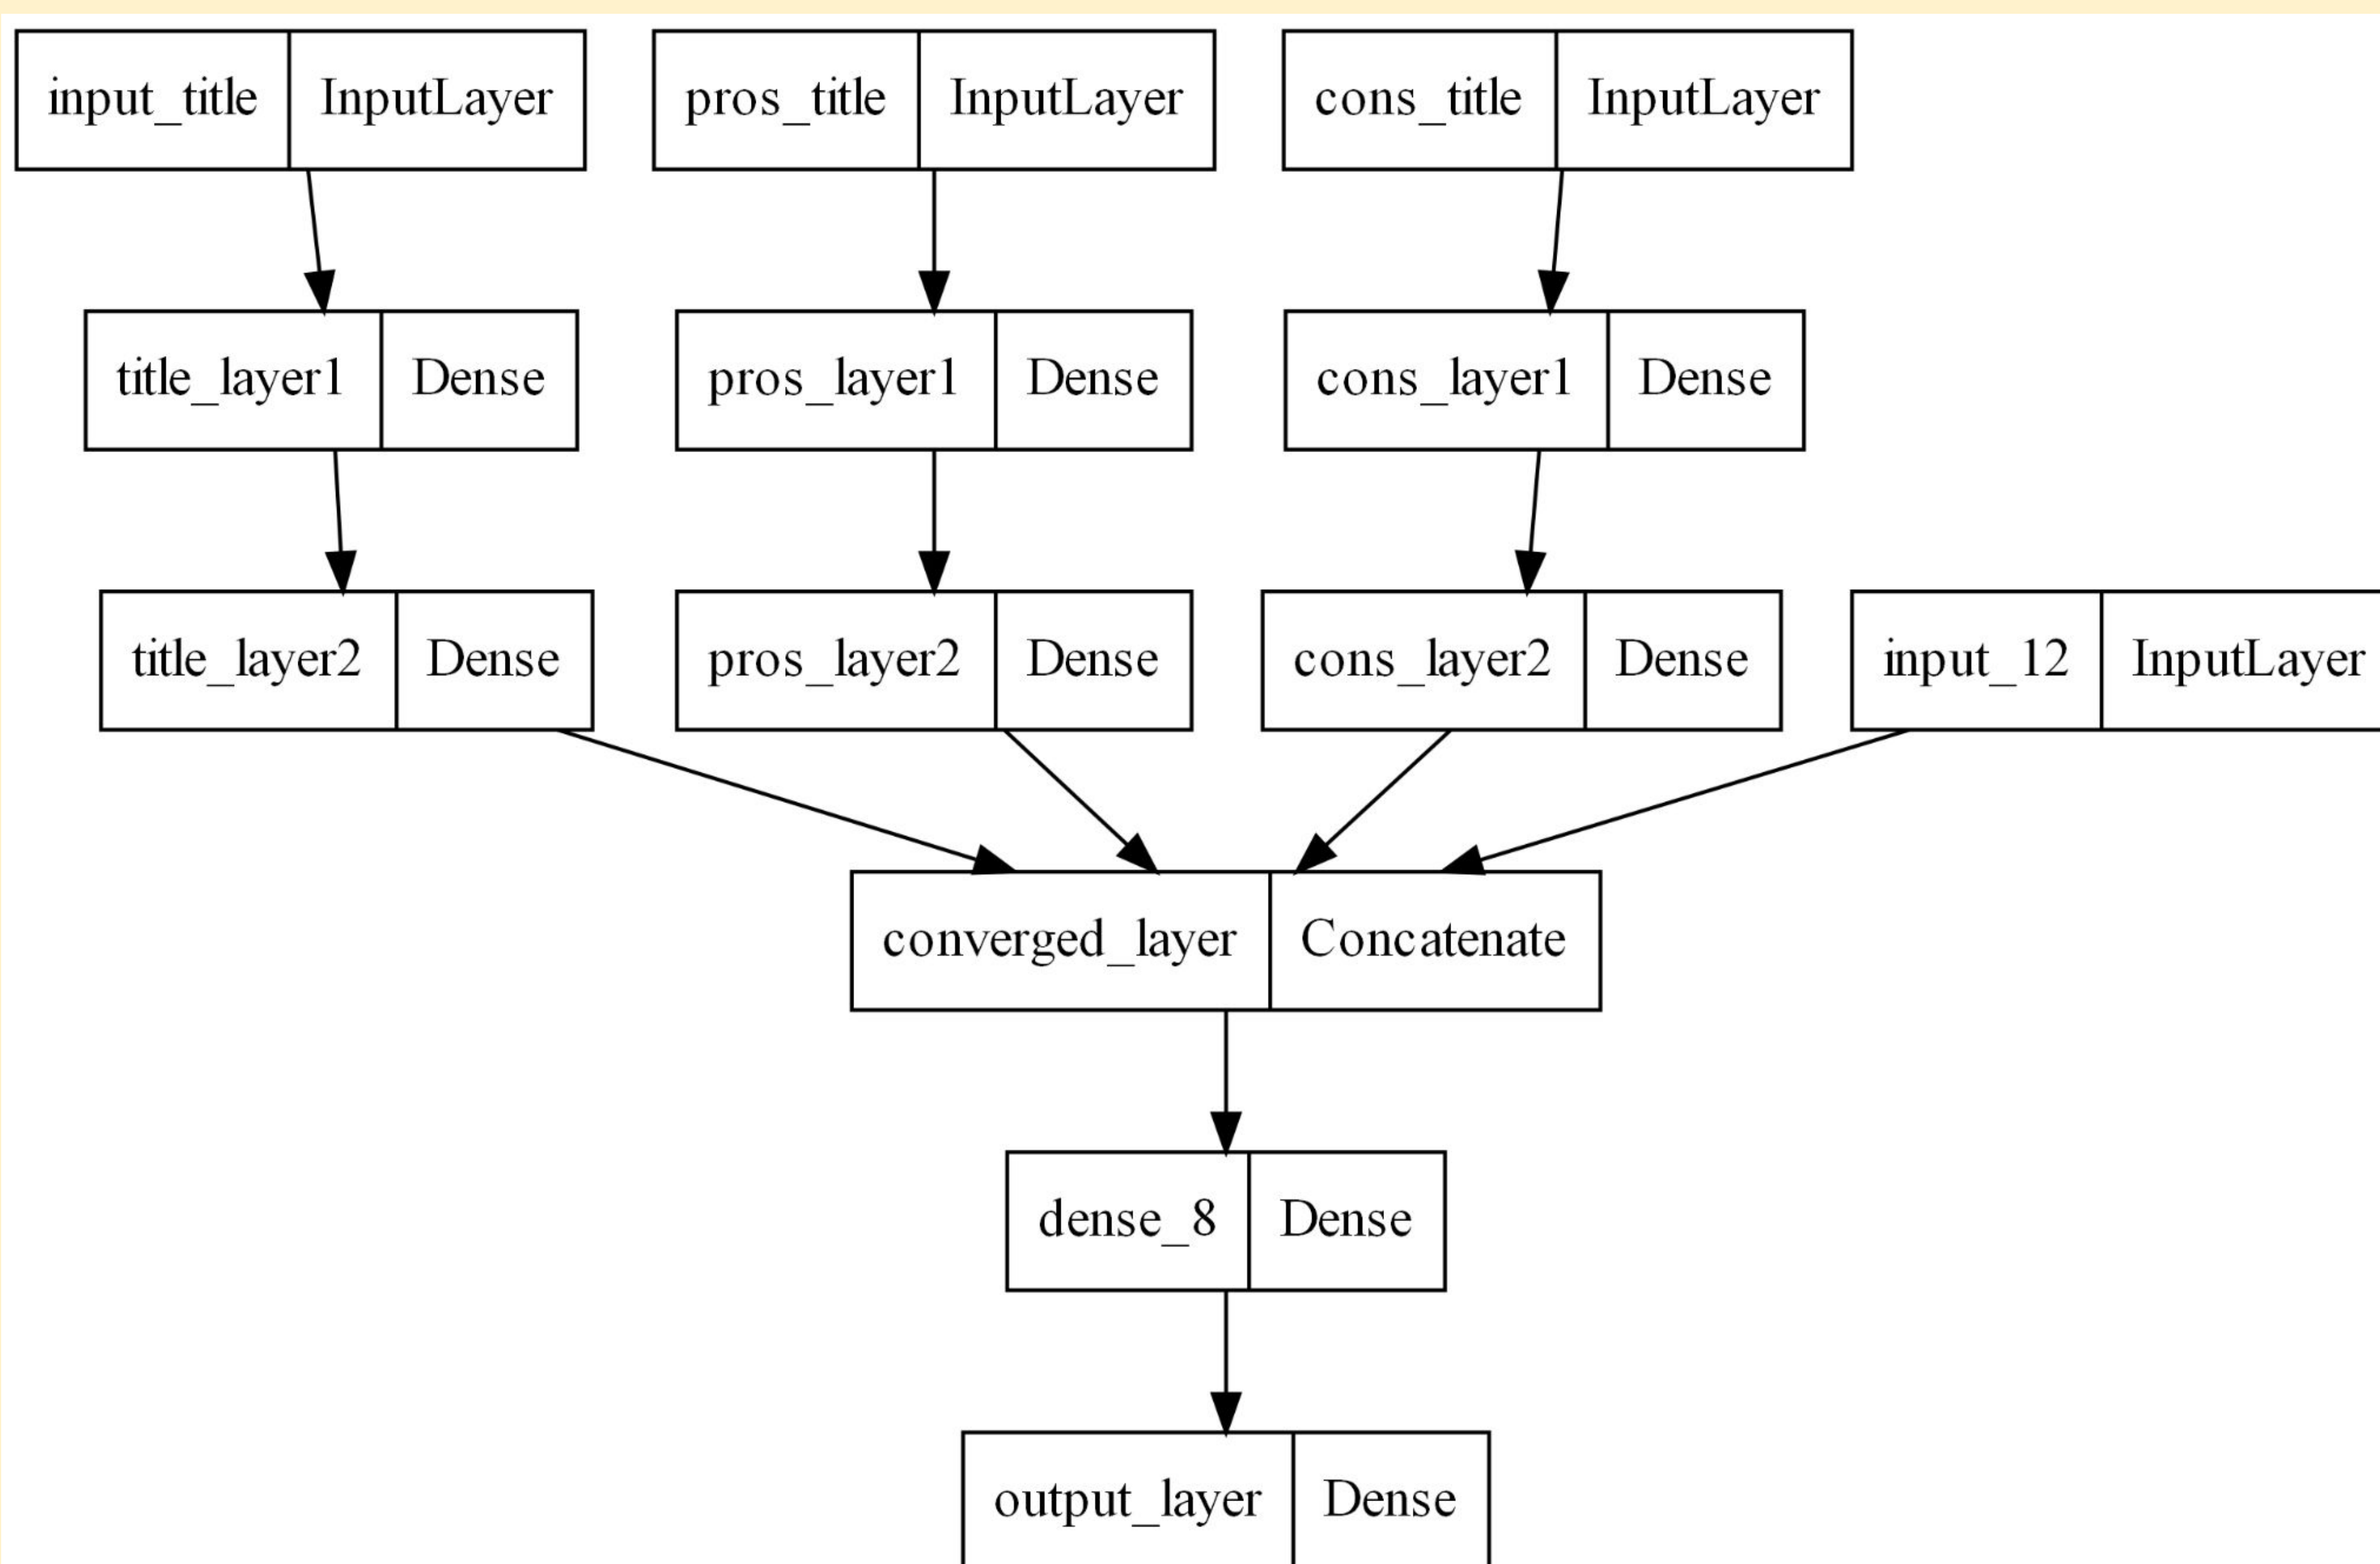 input_title InputLayer pros_title InputLayer cons_title InputLayer
title_layer1 Dense pros_layer1 Dense cons_layer1 Dense
title_layer2 Dense pros_layer2 Dense cons_layer2 Dense input_12 InputLayer
converged_layer Concatenate
dense_8 Dense
output_layer Dense